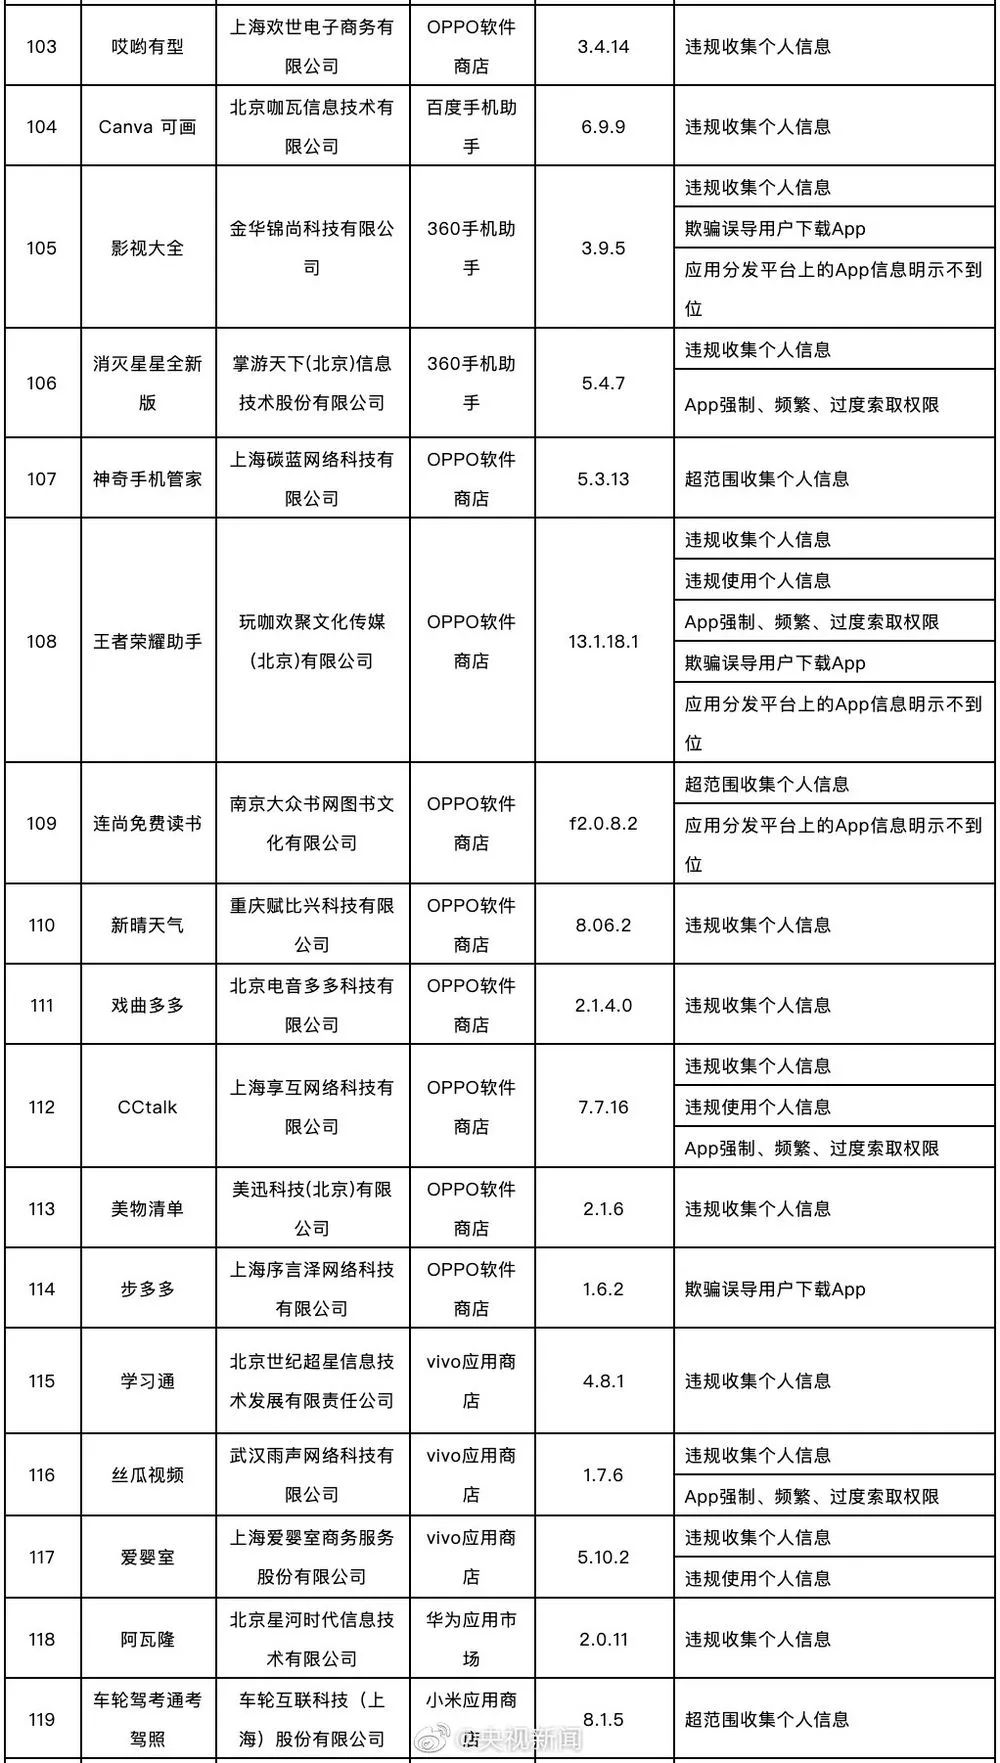 103
哎哟有型
上海欢世电子商务有
限公司
OPPO软件
商店
3.4.14
违规收集个人信息
104
Canva 可画
北京咖瓦信息技术有
限公司
百度手机助
手
6.9.9
违规收集个人信息
105
影视大全
金华锦尚科技有限公
司
360手机助
手
3.9.5
违规收集个人信息
欺骗误导用户下载App
应用分发平台上的App信息明示不到
位
106
消灭星星全新
版
掌游天下(北京)信息
技术股份有限公司
360手机助
手
5.4.7
违规收集个人信息
App强制、频繁、过度索取权限
107
神奇手机管家
上海碳蓝网络科技有
限公司
OPPO软件
商店
5.3.13
超范围收集个人信息
108
王者荣耀助手
玩咖欢聚文化传媒
(北京)有限公司
OPPO软件
商店
13.1.18.1
违规收集个人信息
违规使用个人信息
App强制、频繁、过度索取权限
欺骗误导用户下载App
应用分发平台上的App信息明示不到
位
109
连尚免费读书
南京大众书网图书文
化有限公司
OPPO软件
商店
f2.0.8.2
超范围收集个人信息
应用分发平台上的App信息明示不到
位
110
新晴天气
重庆赋比兴科技有限
公司
OPPO软件
商店
8.06.2
违规收集个人信息
111
戏曲多多
北京电音多多科技有
限公司
OPPO软件
商店
2.1.4.0
违规收集个人信息
112
CCtalk
上海享互网络科技有
限公司
OPPO软件
商店
7.7.16
违规收集个人信息
违规使用个人信息
App强制、频繁、过度索取权限
113
美物清单
美迅科技(北京)有限
公司
OPPO软件
商店
2.1.6
违规收集个人信息
114
步多多
上海序言泽网络科技
有限公司
OPPO软件
商店
1.6.2
欺骗误导用户下载App
115
学习通
北京世纪超星信息技
术发展有限责任公司
vivo应用商
店
4.8.1
违规收集个人信息
116
丝瓜视频
武汉雨声网络科技有
限公司
vivo应用商
店
1.7.6
违规收集个人信息
App强制、频繁、过度索取权限
117
爱婴室
上海爱婴室商务服务
股份有限公司
vivo应用商
店
5.10.2
违规收集个人信息
违规使用个人信息
118
阿瓦隆
北京星河时代信息技
术有限公司
华为应用市
场
2.0.11
违规收集个人信息
119
车轮驾考通考
驾照
车轮互联科技（上
海）股份有限公司
小米应用商
店
8.1.5
超范围收集个人信息
@央视新闻